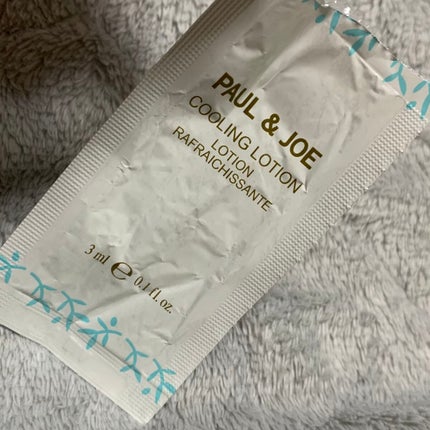 PAUL & JOE
COOLING LOTION
LOTION
RAFRAICHISSANTE
3 ml ℮ 0.1 fl. oz.